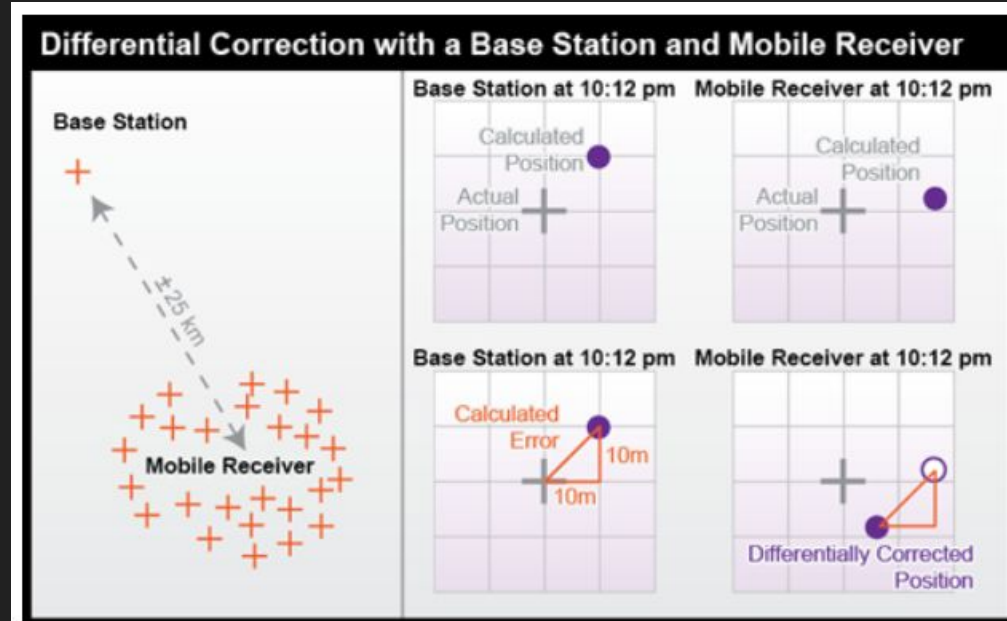 Differential Correction with a Base Station and Mobile Receiver
Base Station
±25 km
Mobile Receiver
Base Station at 10:12 pm
Calculated
Position
Actual
Position
Mobile Receiver at 10:12 pm
Calculated
Position
Actual
Position
Base Station at 10:12 pm
Calculated
Error
10m
10m
Mobile Receiver at 10:12 pm
Differentially Corrected
Position